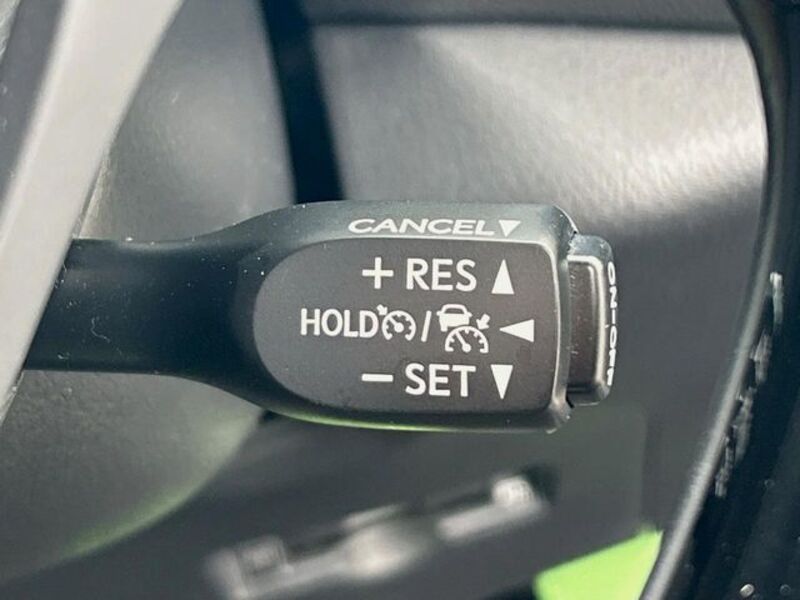 CANCEL▼
+ RES ▲
HOLD / ◀
− SET ▼
ON-OFF